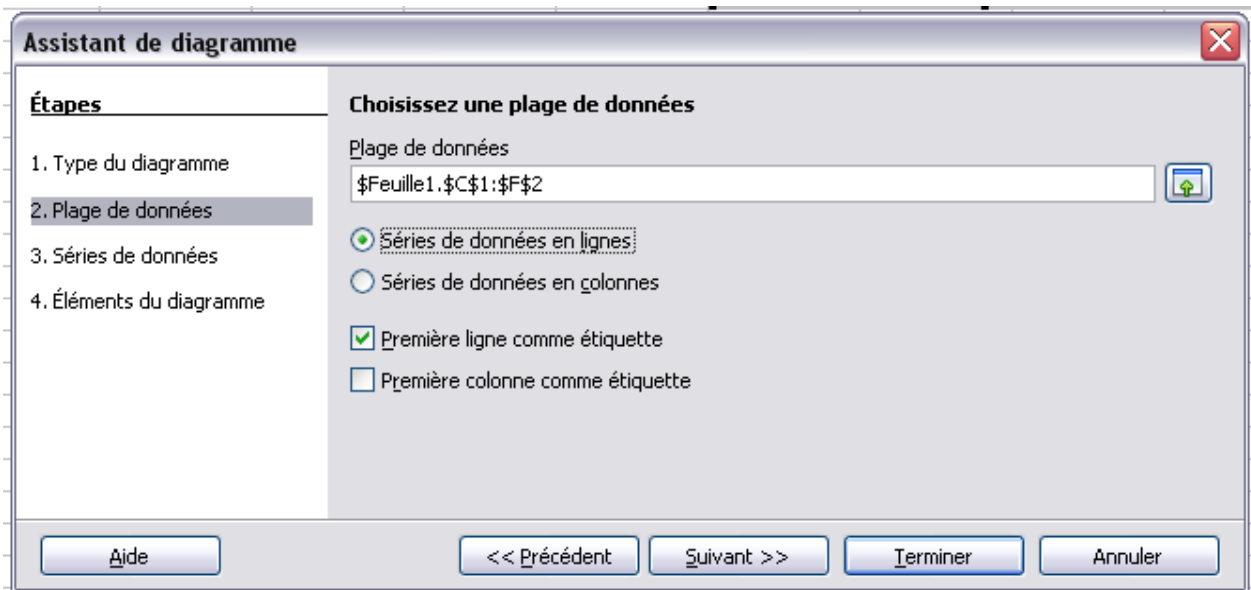 Assistant de diagramme
Étapes
1. Type du diagramme
2. Plage de données
3. Séries de données
4. Éléments du diagramme
Choisissez une plage de données
Plage de données
$Feuille1.$C$1:$F$2
Séries de données en lignes
Séries de données en colonnes
Première ligne comme étiquette
Première colonne comme étiquette
Aide
<< Précédent
Suivant >>
Terminer
Annuler